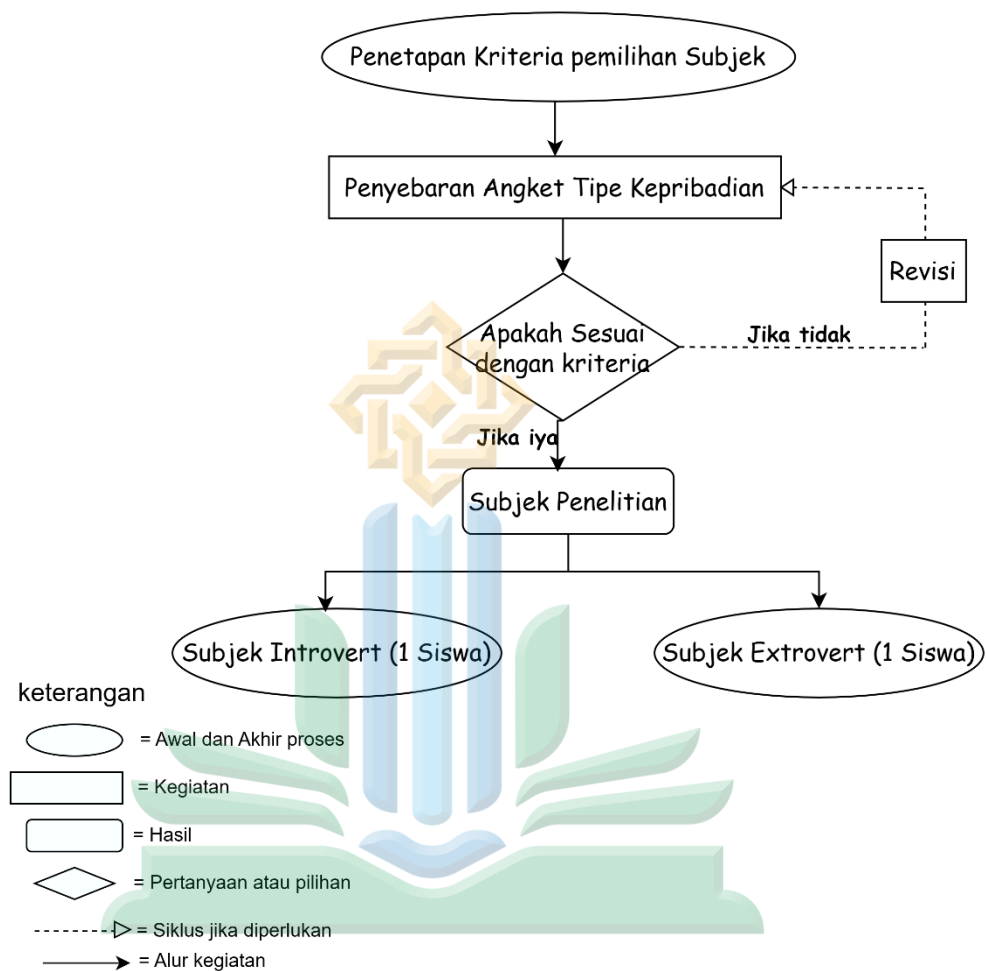 Penetapan Kriteria pemilihan Subjek
Penyebaran Angket Tipe Kepribadian
Revisi
Apakah Sesuai
dengan kriteria
Jika tidak
Jika iya
Subjek Penelitian
Subjek Introvert (1 Siswa)
Subjek Extrovert (1 Siswa)
keterangan
= Awal dan Akhir proses
= Kegiatan
= Hasil
= Pertanyaan atau pilihan
= Siklus jika diperlukan
= Alur kegiatan